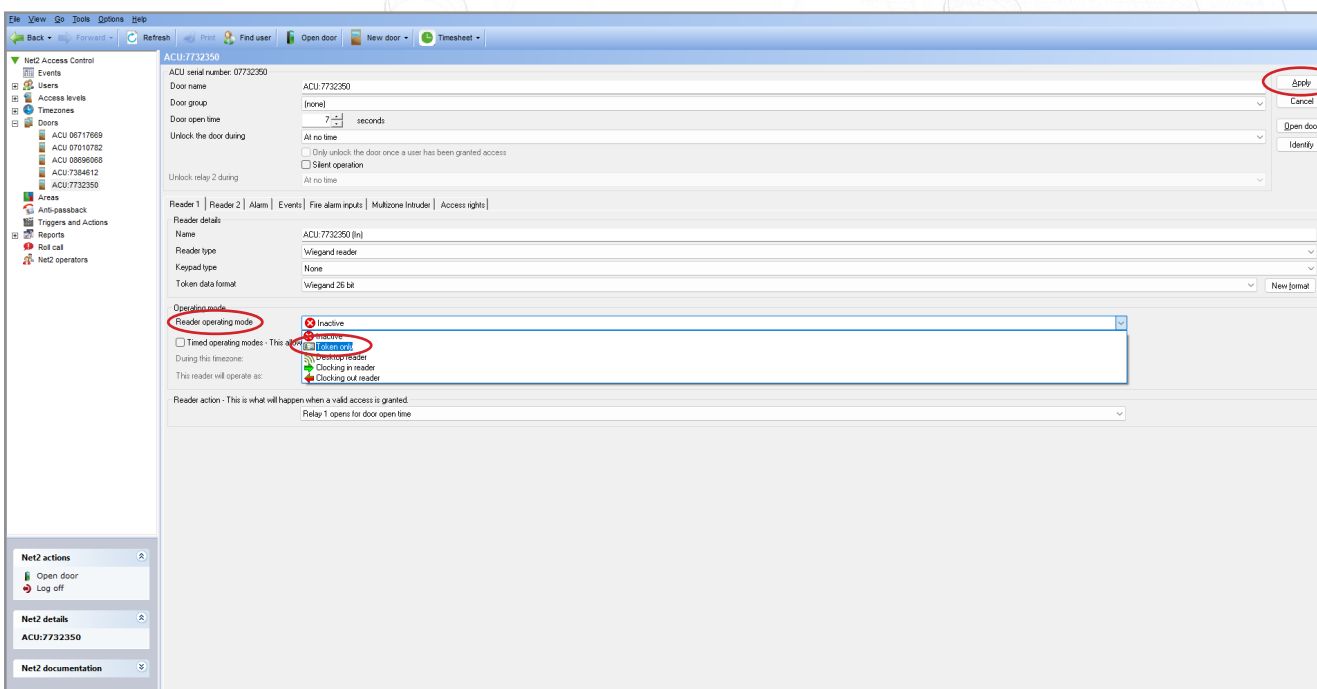 File View Go Tools Options Help
Back Forward Refresh Print Find user Open door New door Timesheet
Net2 Access Control
Events
Users
Access levels
Timezones
Doors
ACU 06717669
ACU 07010782
ACU 08696068
ACU:7384612
ACU:7732350
Areas
Anti-passback
Triggers and Actions
Reports
Roll call
Net2 operators
Net2 actions
Open door
Log off
Net2 details
ACU:7732350
Net2 documentation
ACU:7732350
ACU serial number: 07732350
Door name ACU:7732350
Door group (none)
Door open time 7 seconds
Unlock the door during At no time
Only unlock the door once a user has been granted access
Silent operation
Unlock relay 2 during At no time
Apply
Cancel
Open doo
Identify
Reader 1 Reader 2 Alarm Events Fire alarm inputs Multizone Intruder Access rights
Reader details
Name ACU:7732350 (In)
Reader type Wiegand reader
Keypad type None
Token data format Wiegand 26 bit New format
Operating mode
Reader operating mode Inactive
Inactive
Timed operating modes - This allow Token only
During this timezone: Desktop reader
Clocking in reader
This reader will operate as: Clocking out reader
Reader action - This is what will happen when a valid access is granted.
Relay 1 opens for door open time